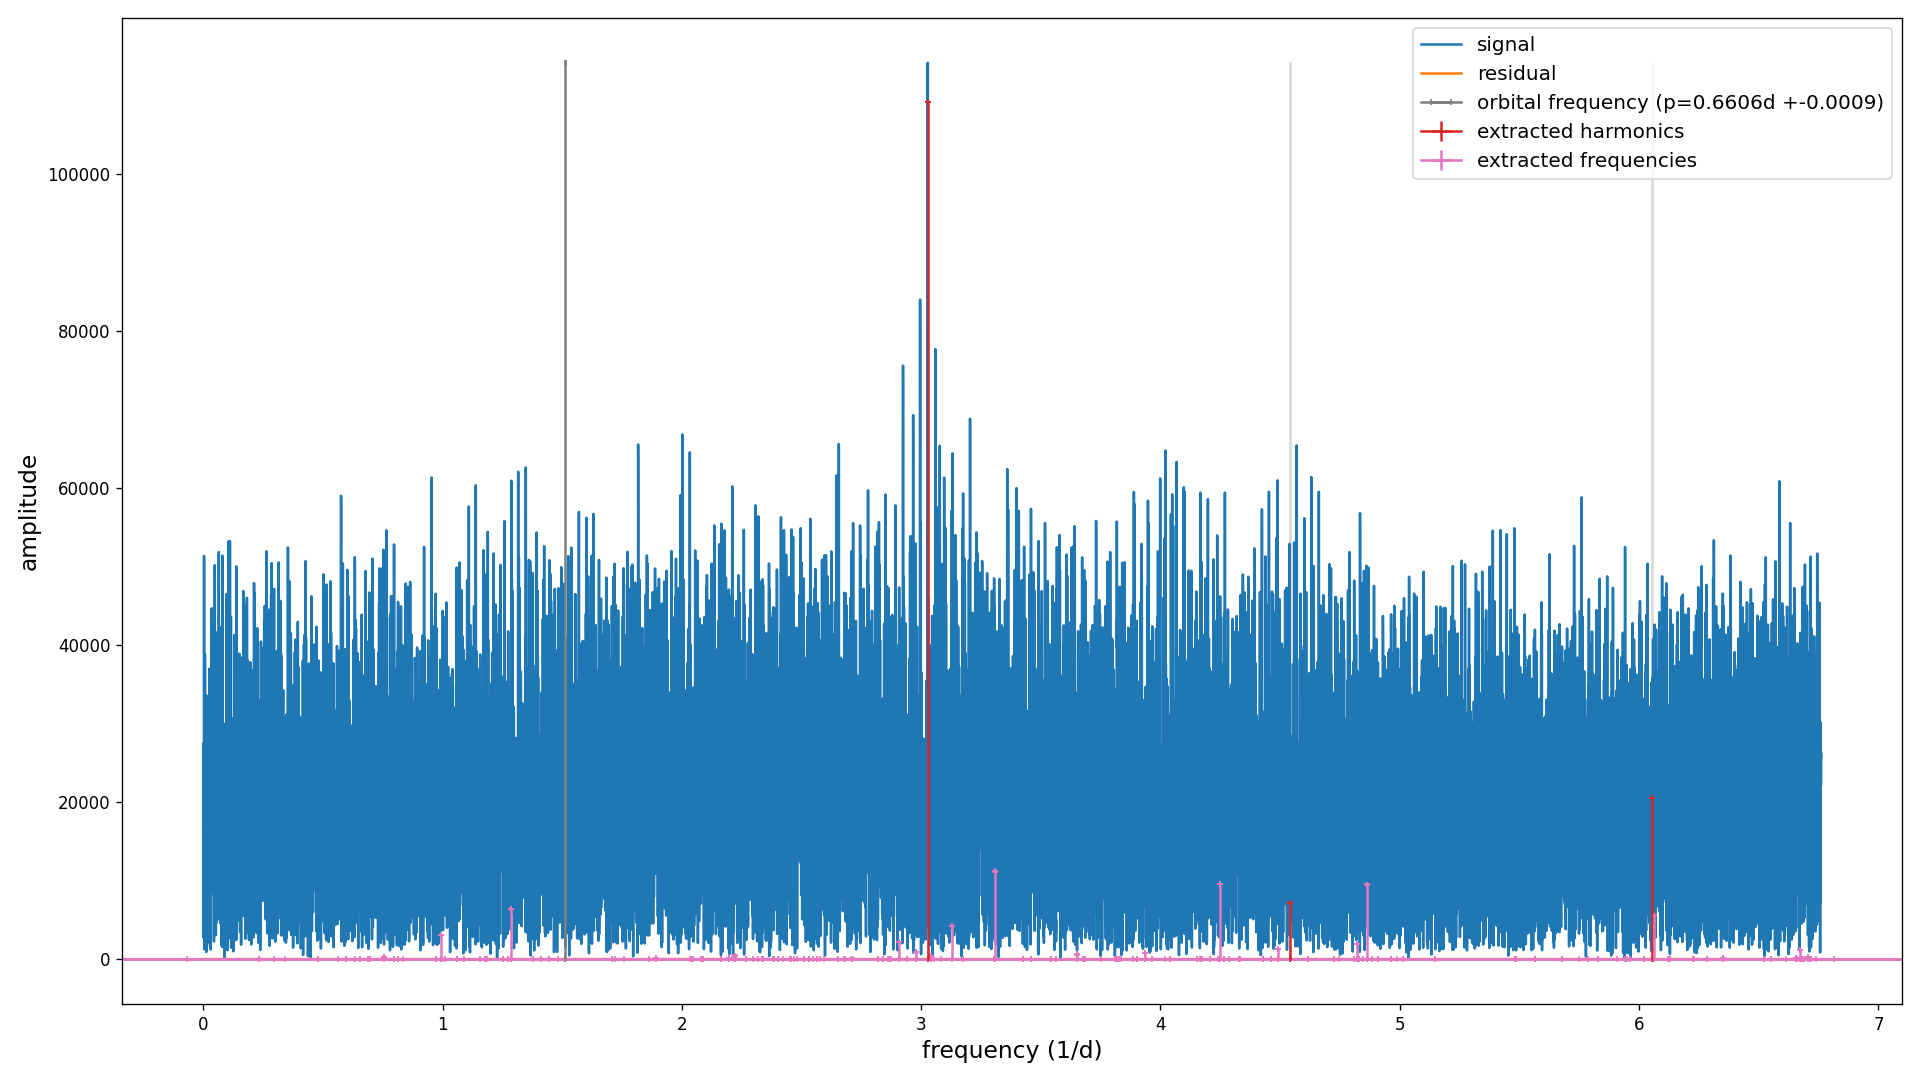 signal
residual
orbital frequency (p=0.6606d +-0.0009)
extracted harmonics
extracted frequencies
amplitude
100000
80000
60000
40000
20000
0
0 1 2 3 4 5 6 7
frequency (1/d)